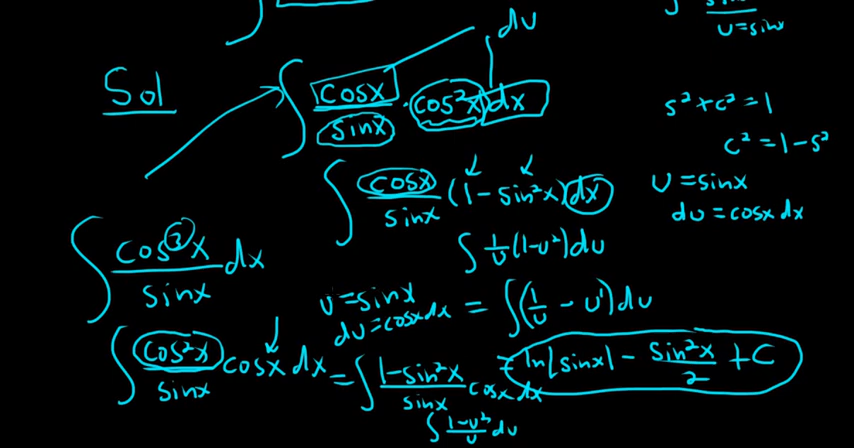 ∫ sinx
u=sinx
du
Sol
∫ cosx/sinx · cos²x dx
s²+c²=1
c²=1-s²
∫ cosx/sinx (1-sin²x) dx
u=sinx
du=cosx dx
∫ 1/u (1-u²) du
∫ cos³x/sinx dx
u=sinx
du=cosx dx
= ∫ (1/u - u¹) du
∫ cos²x/sinx cosx dx = ∫ (1-sin²x)/sinx cosx dx
= ln|sinx| - sin²x/2 + C
∫ (1-u²)/u du